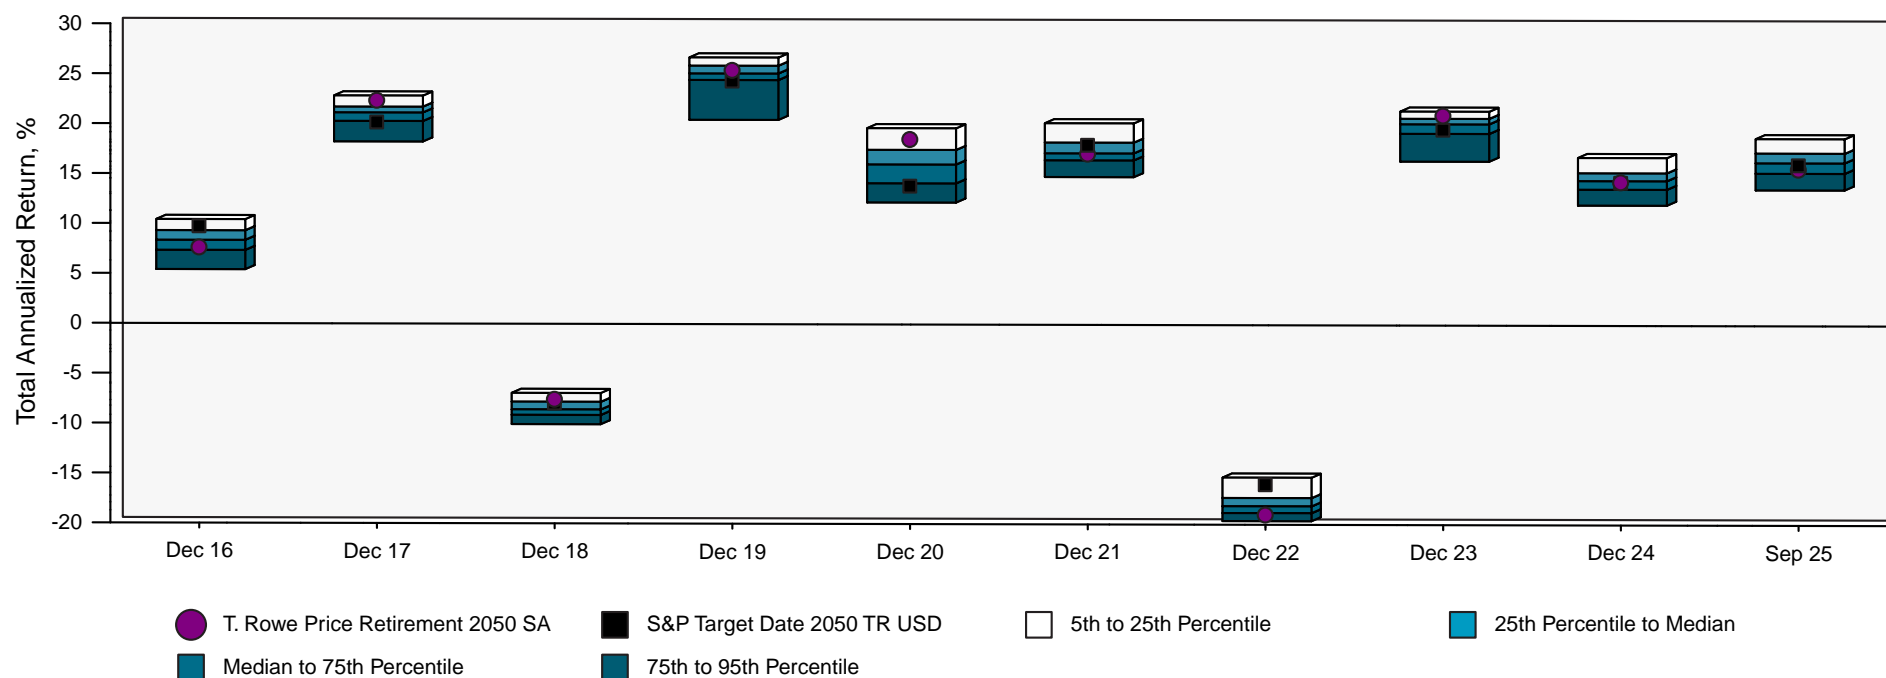 Total Annualized Return, %
30
25
20
15
10
5
0
-5
-10
-15
-20
Dec 16 Dec 17 Dec 18 Dec 19 Dec 20 Dec 21 Dec 22 Dec 23 Dec 24 Sep 25
T. Rowe Price Retirement 2050 SA S&P Target Date 2050 TR USD 5th to 25th Percentile 25th Percentile to Median
Median to 75th Percentile 75th to 95th Percentile